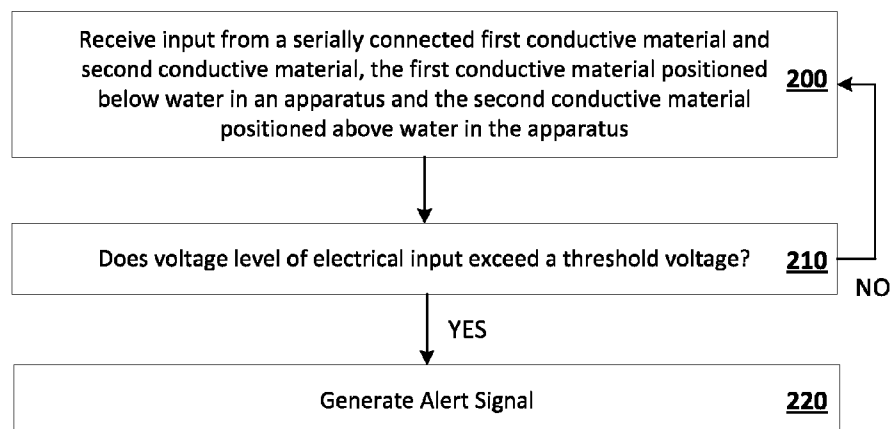 Receive input from a serially connected first conductive material and
second conductive material, the first conductive material positioned
below water in an apparatus and the second conductive material
positioned above water in the apparatus
200
Does voltage level of electrical input exceed a threshold voltage?
210
NO
YES
Generate Alert Signal
220